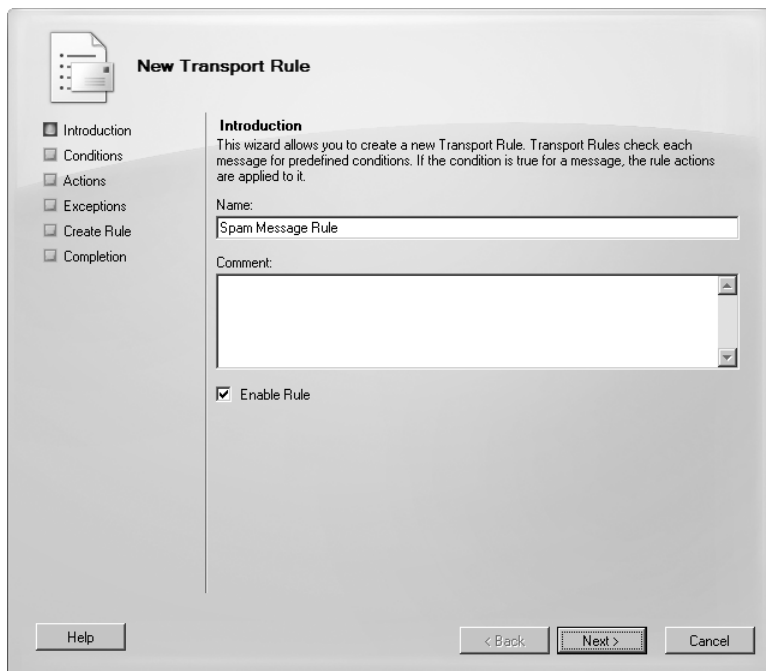 New Transport Rule
Introduction
Conditions
Actions
Exceptions
Create Rule
Completion
Introduction
This wizard allows you to create a new Transport Rule. Transport Rules check each
message for predefined conditions. If the condition is true for a message, the rule actions
are applied to it.
Name:
Spam Message Rule
Comment:
Enable Rule
Help
< Back
Next >
Cancel